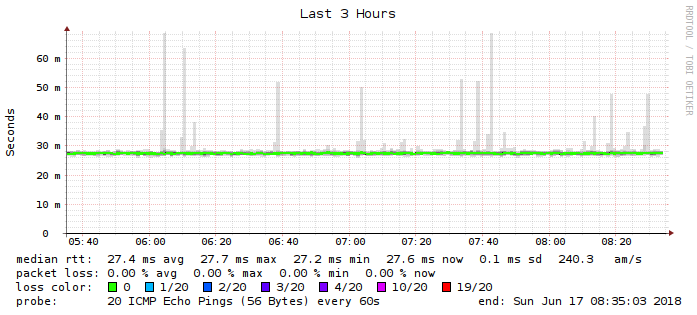 Last 3 Hours
RRDTOOL / TOBI OETIKER
Seconds
60 m
50 m
40 m
30 m
20 m
10 m
0
05:40 06:00 06:20 06:40 07:00 07:20 07:40 08:00 08:20
median rtt: 27.4 ms avg 27.7 ms max 27.2 ms min 27.6 ms now 0.1 ms sd 240.3 am/s
packet loss: 0.00 % avg 0.00 % max 0.00 % min 0.00 % now
loss color: 0 1/20 2/20 3/20 4/20 10/20 19/20
probe: 20 ICMP Echo Pings (56 Bytes) every 60s end: Sun Jun 17 08:35:03 2018